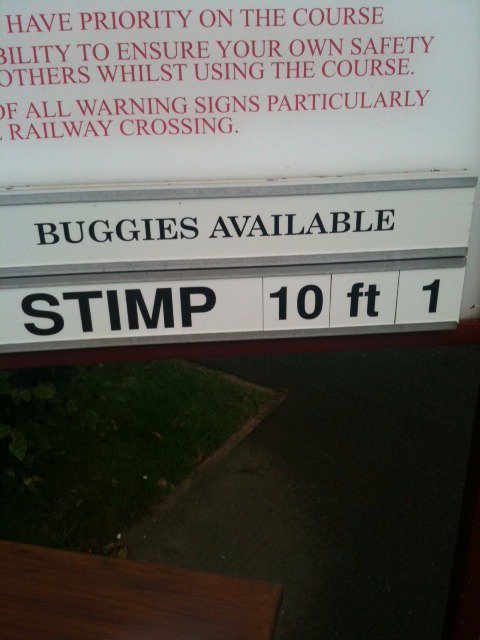 HAVE PRIORITY ON THE COURSE
BILITY TO ENSURE YOUR OWN SAFETY
OTHERS WHILST USING THE COURSE.
OF ALL WARNING SIGNS PARTICULARLY
RAILWAY CROSSING.
BUGGIES AVAILABLE
STIMP 10 ft 1